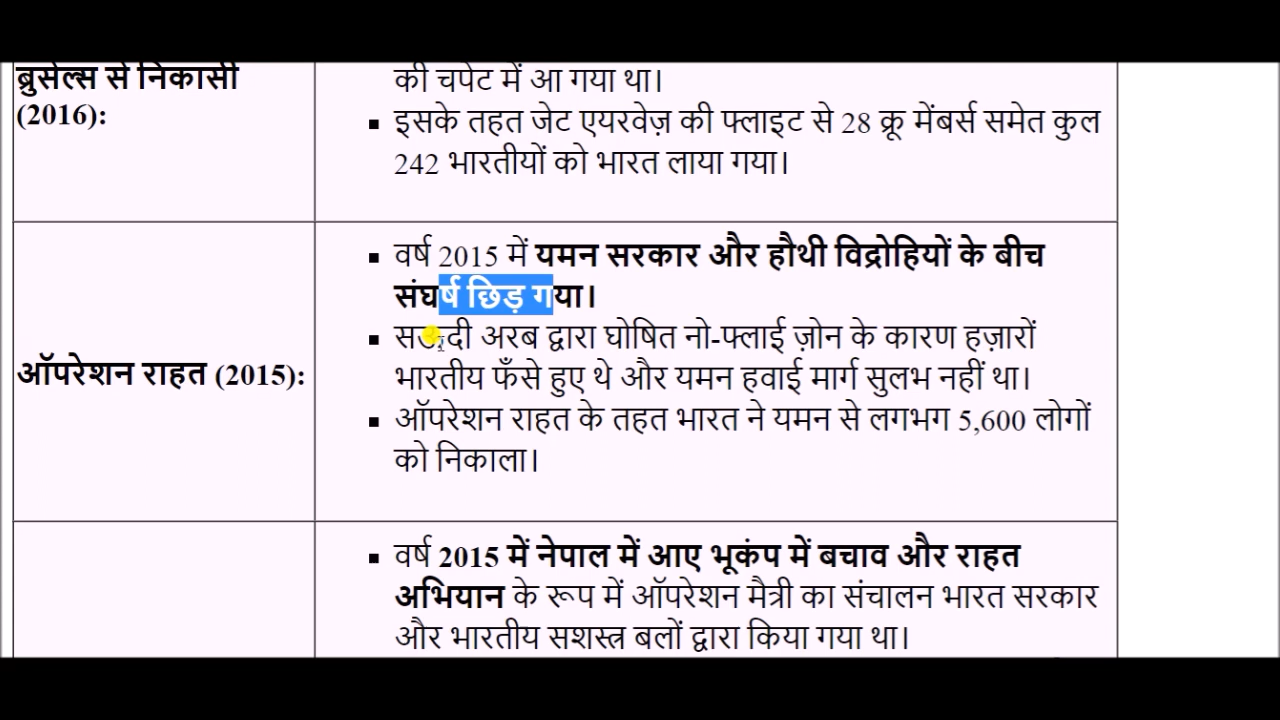 ब्रुसेल्स से निकासी
(2016):
की चपेट में आ गया था।
▪ इसके तहत जेट एयरवेज़ की फ्लाइट से 28 क्रू मेंबर्स समेत कुल
242 भारतीयों को भारत लाया गया।
ऑपरेशन राहत (2015):
▪ वर्ष 2015 में यमन सरकार और हौथी विद्रोहियों के बीच
संघर्ष छिड़ गया।
▪ सऊदी अरब द्वारा घोषित नो-फ्लाई ज़ोन के कारण हज़ारों
भारतीय फँसे हुए थे और यमन हवाई मार्ग सुलभ नहीं था।
▪ ऑपरेशन राहत के तहत भारत ने यमन से लगभग 5,600 लोगों
को निकाला।
▪ वर्ष 2015 में नेपाल में आए भूकंप में बचाव और राहत
अभियान के रूप में ऑपरेशन मैत्री का संचालन भारत सरकार
और भारतीय सशस्त्र बलों द्वारा किया गया था।